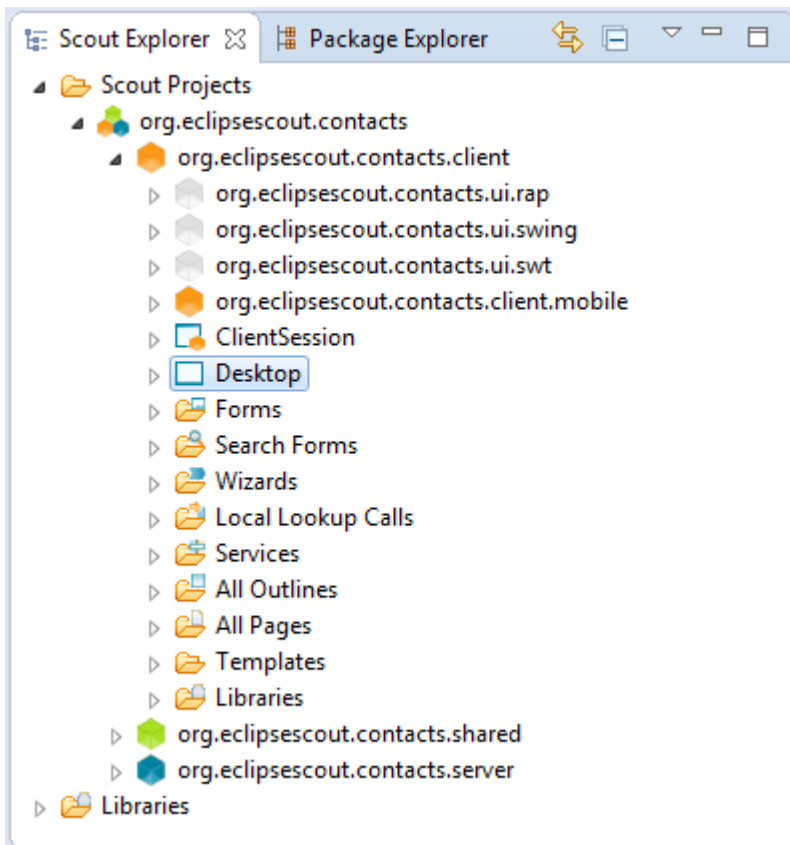 Scout Explorer Package Explorer
Scout Projects
org.eclipsescout.contacts
org.eclipsescout.contacts.client
org.eclipsescout.contacts.ui.rap
org.eclipsescout.contacts.ui.swing
org.eclipsescout.contacts.ui.swt
org.eclipsescout.contacts.client.mobile
ClientSession
Desktop
Forms
Search Forms
Wizards
Local Lookup Calls
Services
All Outlines
All Pages
Templates
Libraries
org.eclipsescout.contacts.shared
org.eclipsescout.contacts.server
Libraries